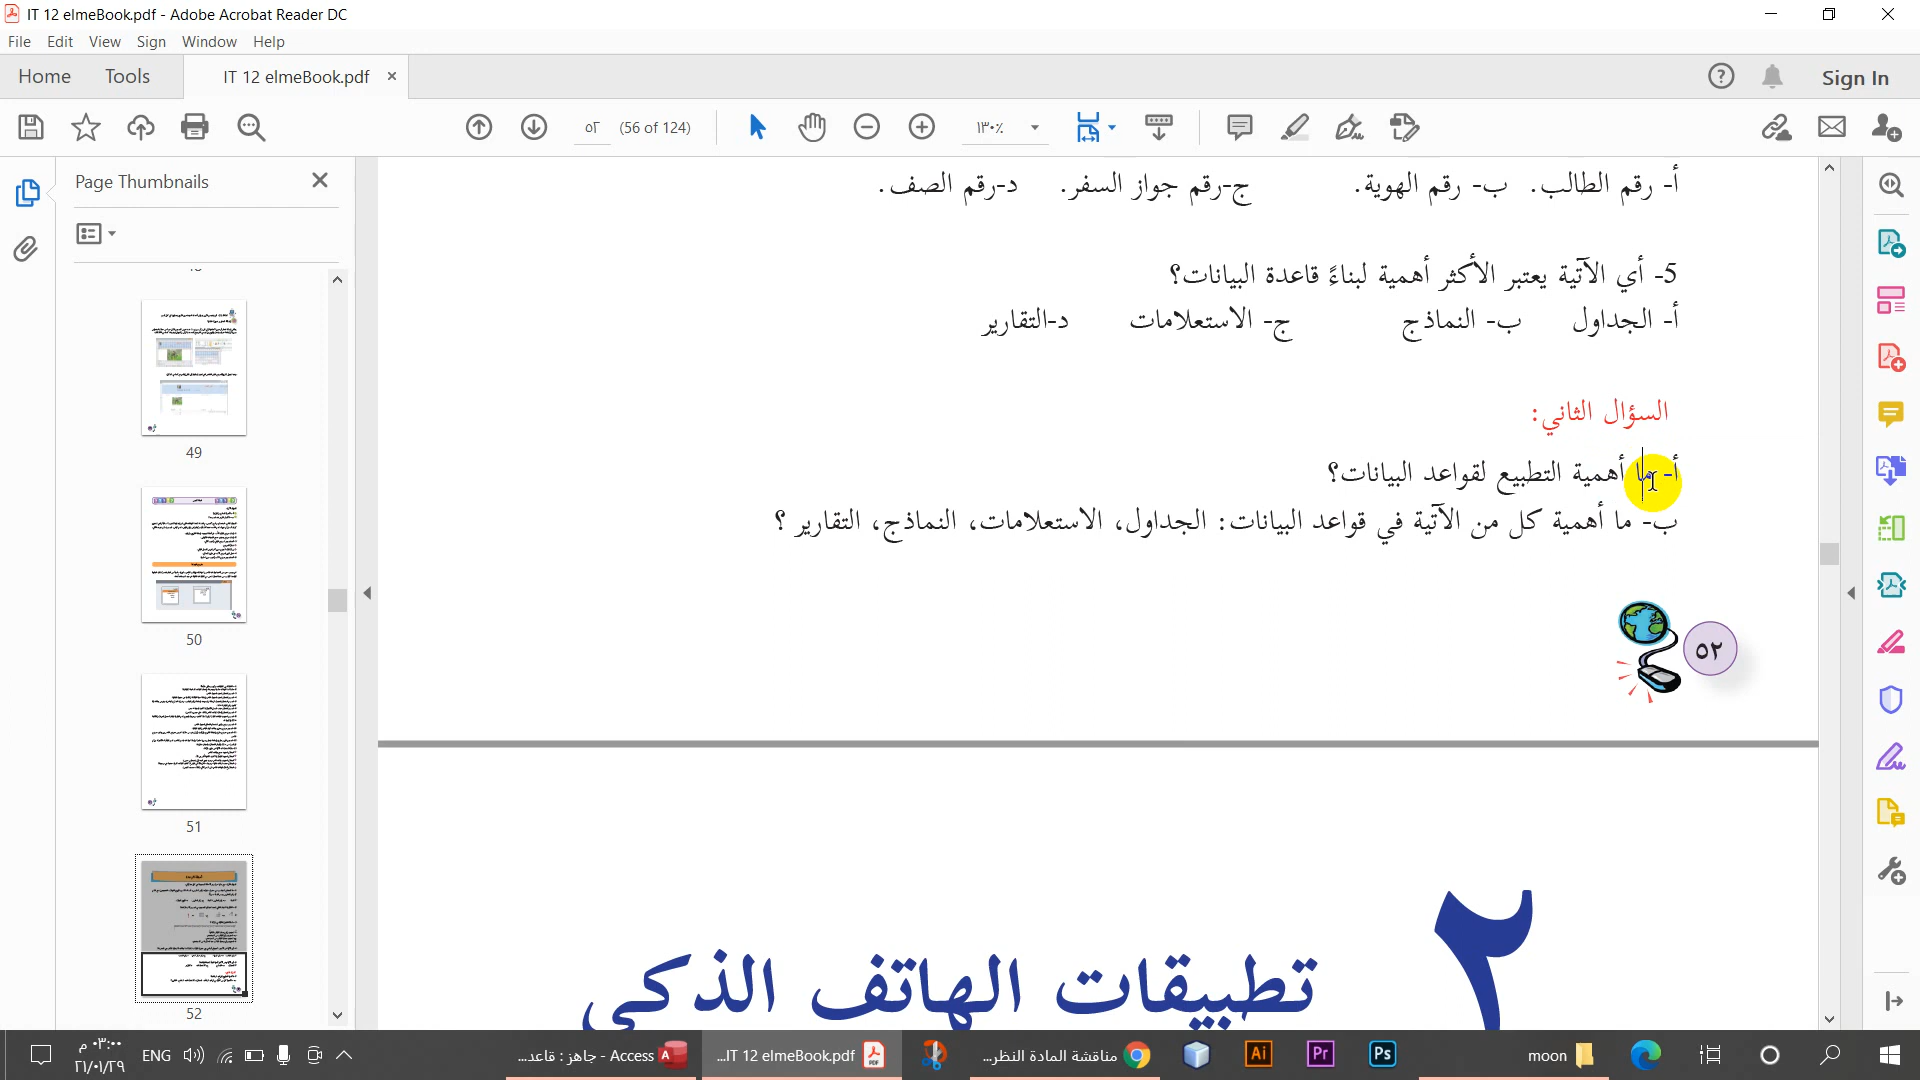 IT 12 elmeBook.pdf - Adobe Acrobat Reader DC
File Edit View Sign Window Help
Home Tools IT 12 elmeBook.pdf × Sign In
٥٢ (56 of 124) ١٣٠٪
Page Thumbnails
49
50
51
52
أ- رقم الطالب. ب- رقم الهوية. ج-رقم جواز السفر. د-رقم الصف.
5- أي الآتية يعتبر الأكثر أهمية لبناءً قاعدة البيانات؟
أ- الجداول ب- النماذج ج- الاستعلامات د-التقارير
السؤال الثاني:
أ- ما أهمية التطبيع لقواعد البيانات؟
ب- ما أهمية كل من الآتية في قواعد البيانات: الجداول، الاستعلامات، النماذج، التقارير ؟
٥٢
٢
تطبيقات الهاتف الذكي
٠٣:٠٠ م
٢١/٠١/٢٩
ENG
Access - جاهز : قاعد...
IT 12 elmeBook.pdf...
مناقشة المادة النظر...
Ai
Pr
Ps
moon